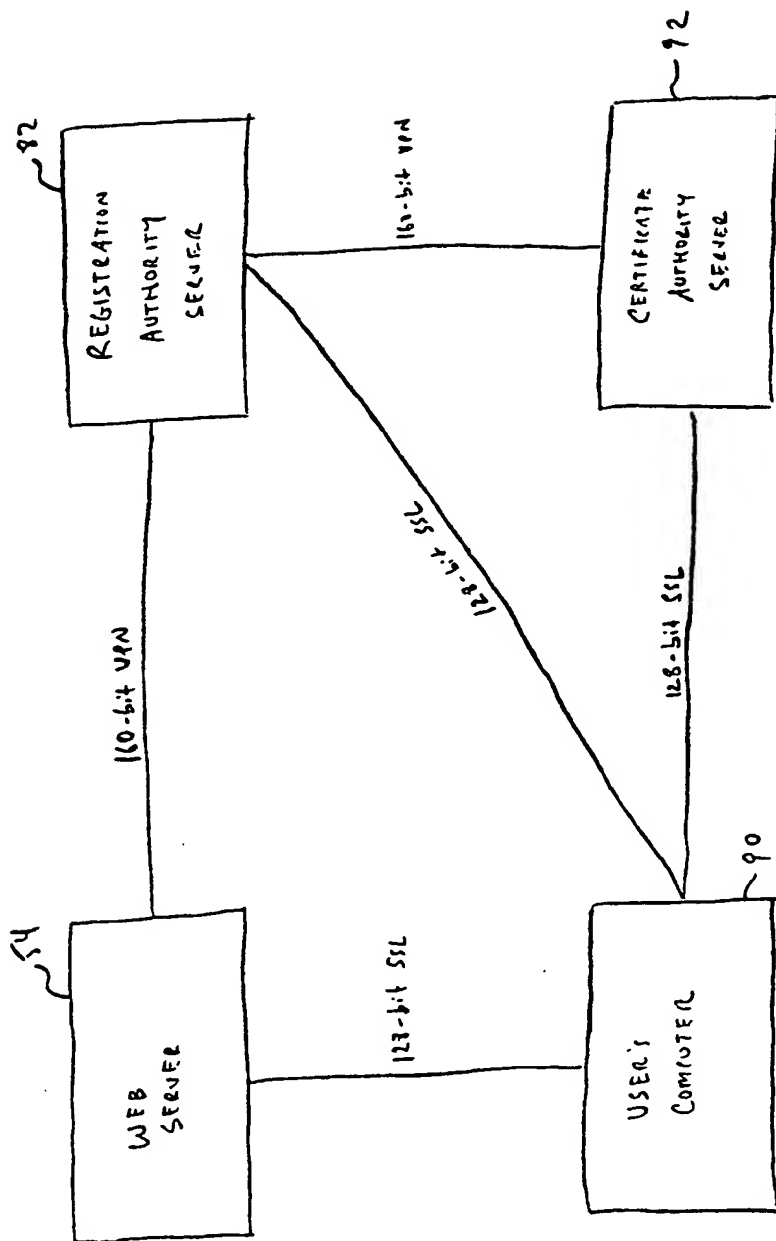 54
WEB
SERVER
160-bit VPN
82
REGISTRATION
AUTHORITY
SERVER
128-bit SSL
128-bit SSL
160-bit VPN
90
USER'S
COMPUTER
128-bit SSL
92
CERTIFICATE
AUTHORITY
SERVER